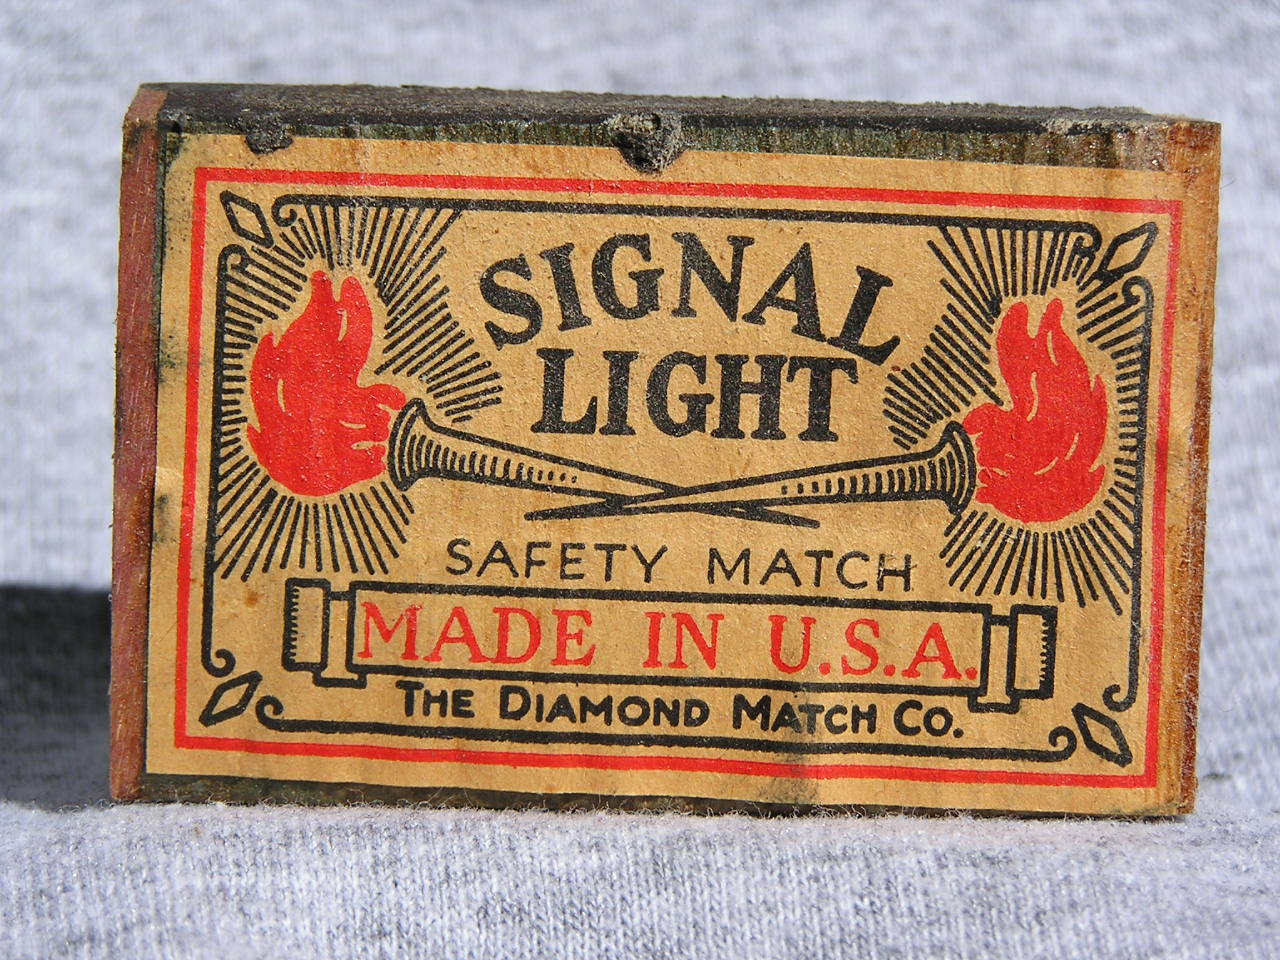 SIGNAL
LIGHT
SAFETY MATCH
MADE IN U.S.A.
THE DIAMOND MATCH CO.